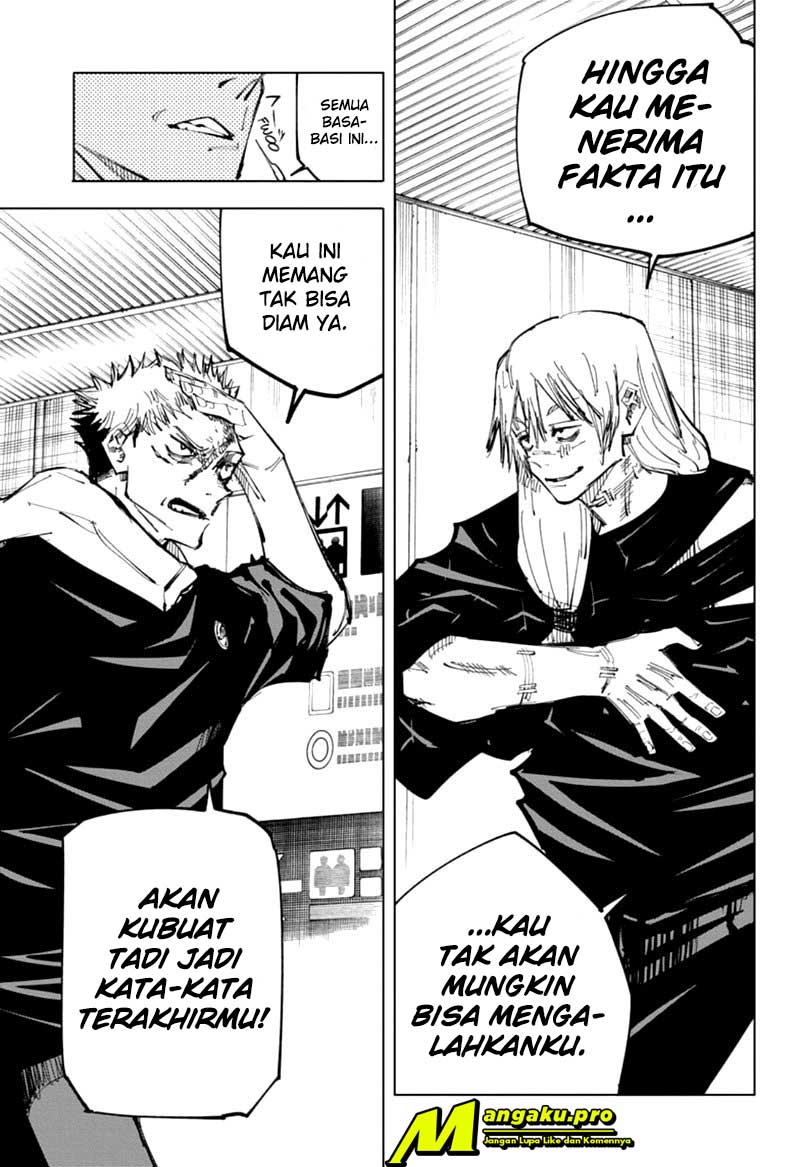 HINGGA
KAU ME-
NERIMA
FAKTA ITU
...
...KAU
TAK AKAN
MUNGKIN
BISA MENGA-
LAHKANKU.
SEMUA
BASA-
BASI INI...
FWOO
KAU INI
MEMANG
TAK BISA
DIAM YA.
AKAN
KUBUAT
TADI JADI
KATA-KATA
TERAKHIRMU!
Mangaku.pro
Jangan Lupa Like dan Komennya